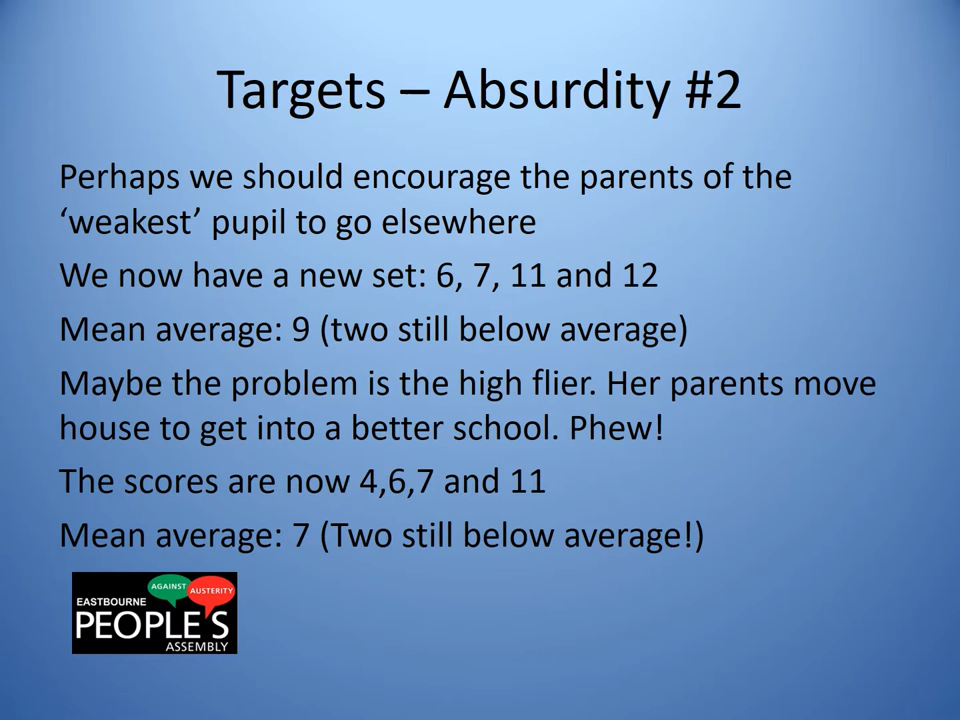 Targets – Absurdity #2
Perhaps we should encourage the parents of the
‘weakest’ pupil to go elsewhere
We now have a new set: 6, 7, 11 and 12
Mean average: 9 (two still below average)
Maybe the problem is the high flier. Her parents move
house to get into a better school. Phew!
The scores are now 4,6,7 and 11
Mean average: 7 (Two still below average!)
AGAINST
AUSTERITY
EASTBOURNE
PEOPLE'S
ASSEMBLY